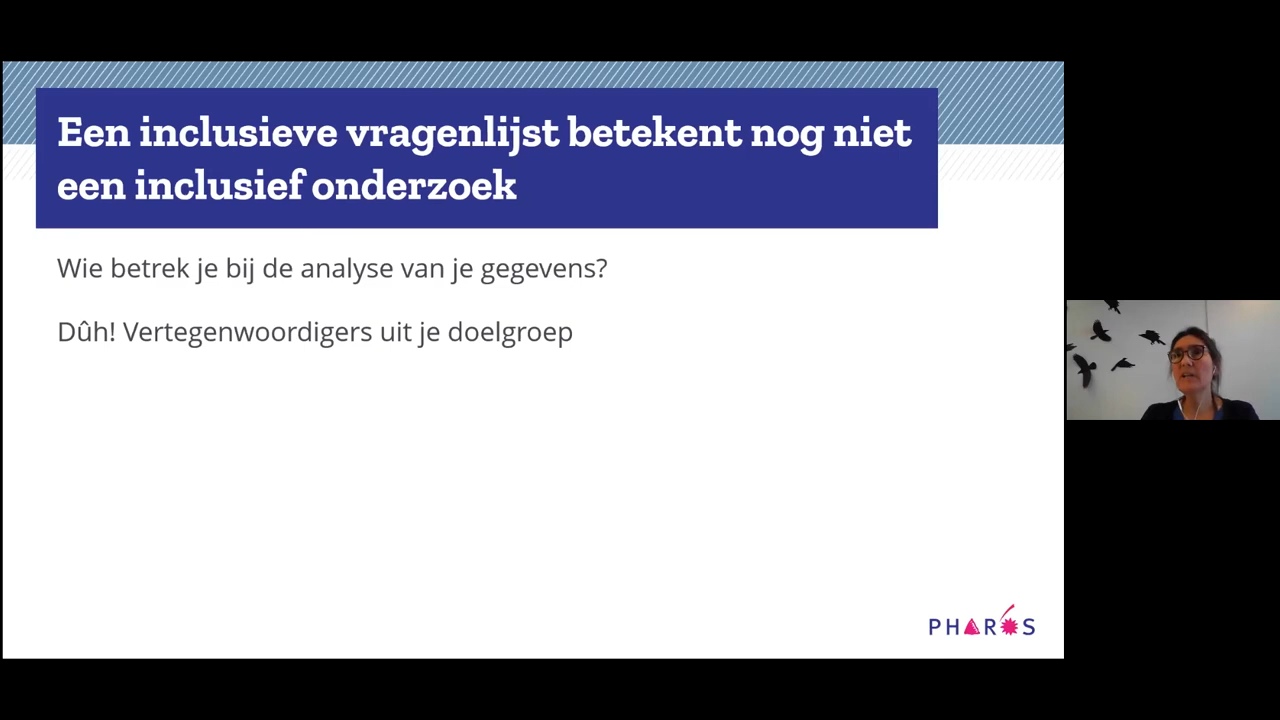 Een inclusieve vragenlijst betekent nog niet
een inclusief onderzoek
Wie betrek je bij de analyse van je gegevens?
Dûh! Vertegenwoordigers uit je doelgroep
PHAROS